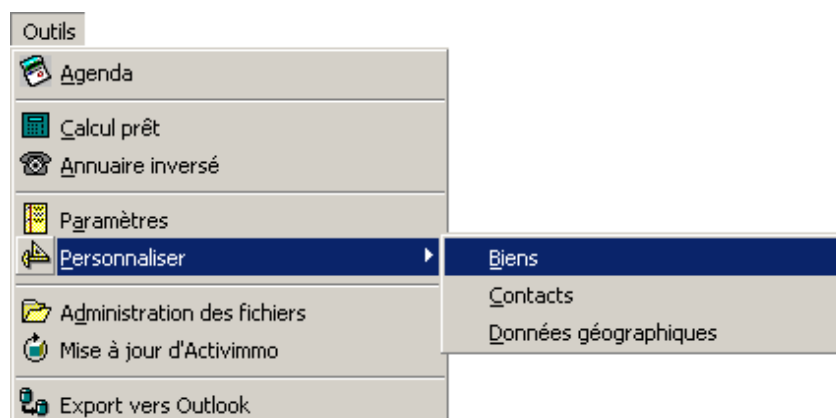 Outils
Agenda
Calcul prêt
Annuaire inversé
Paramètres
Personnaliser
Biens
Contacts
Données géographiques
Administration des fichiers
Mise à jour d'Activimmo
Export vers Outlook